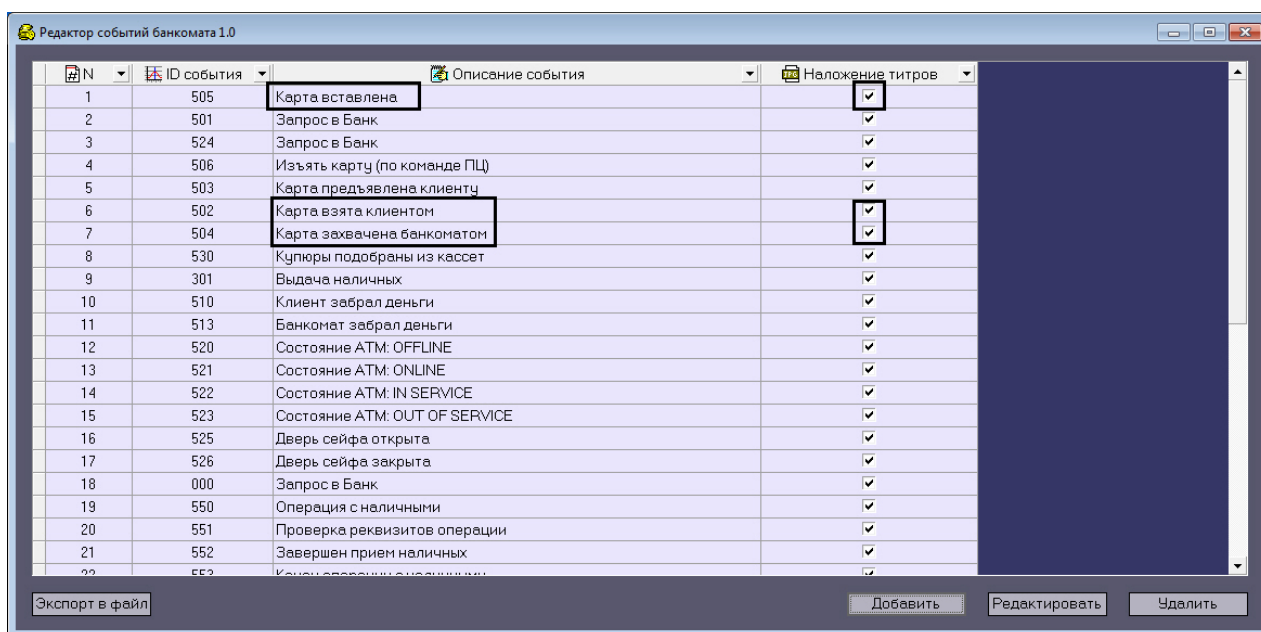 Редактор событий банкомата 1.0
N ID события Описание события Наложение титров
1 505 Карта вставлена
2 501 Запрос в Банк
3 524 Запрос в Банк
4 506 Изъять карту (по команде ПЦ)
5 503 Карта предъявлена клиенту
6 502 Карта взята клиентом
7 504 Карта захвачена банкоматом
8 530 Купюры подобраны из кассет
9 301 Выдача наличных
10 510 Клиент забрал деньги
11 513 Банкомат забрал деньги
12 520 Состояние ATM: OFFLINE
13 521 Состояние ATM: ONLINE
14 522 Состояние ATM: IN SERVICE
15 523 Состояние ATM: OUT OF SERVICE
16 525 Дверь сейфа открыта
17 526 Дверь сейфа закрыта
18 000 Запрос в Банк
19 550 Операция с наличными
20 551 Проверка реквизитов операции
21 552 Завершен прием наличных
22 553
Экспорт в файл Добавить Редактировать Удалить